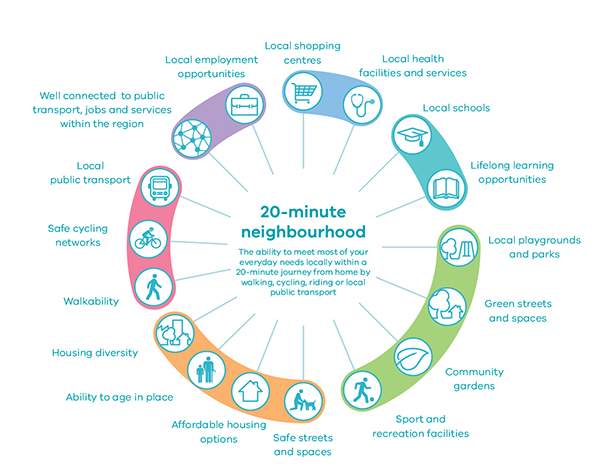 Local shopping
centres
Local health
facilities and services
Local schools
Lifelong learning
opportunities
Local playgrounds
and parks
Green streets
and spaces
Community
gardens
Sport and
recreation facilities
Safe streets
and spaces
Affordable housing
options
Ability to age in place
Housing diversity
Walkability
Safe cycling
networks
Local
public transport
Well connected to public
transport, jobs and services
within the region
Local employment
opportunities
20-minute
neighbourhood
The ability to meet most of your
everyday needs locally within a
20-minute journey from home by
walking, cycling, riding or local
public transport